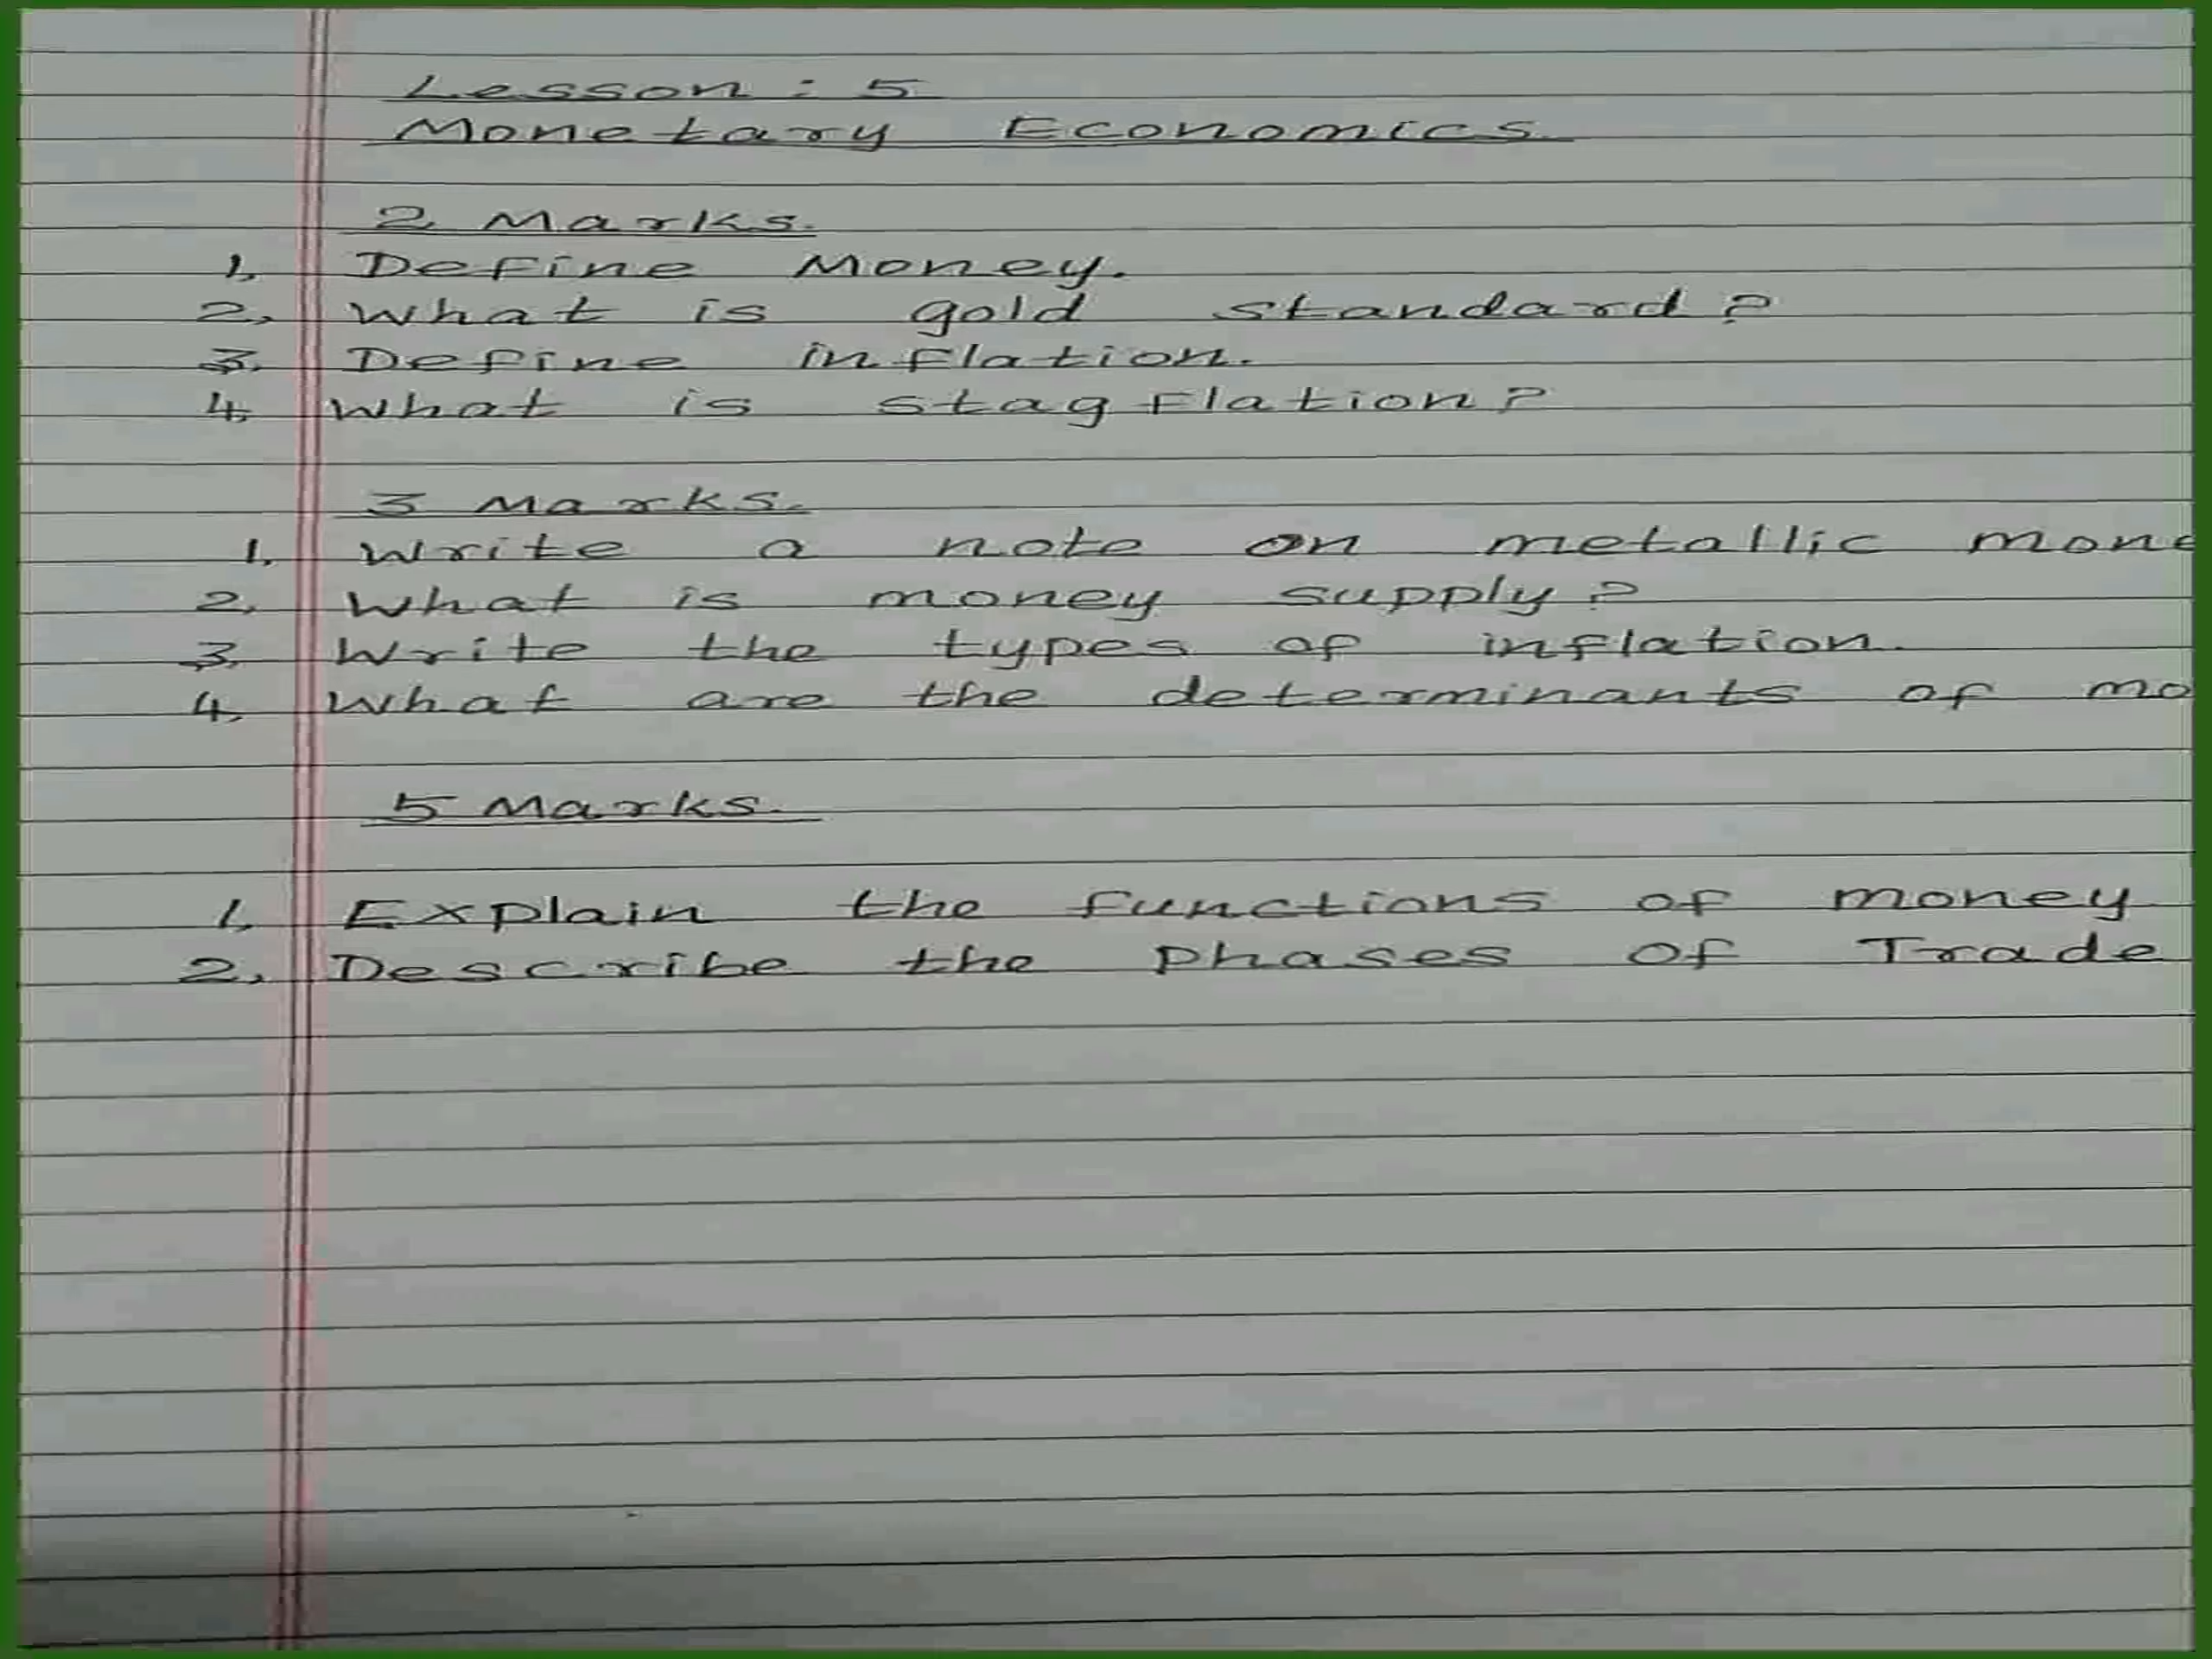 Lesson : 5
Monetary Economics
2 Marks.
1. Define Money.
2. What is gold standard?
3. Define inflation.
4. What is stagflation?
3 Marks.
1. Write a note on metallic mone
2. What is money supply?
3. Write the types of inflation.
4. What are the determinants of mo
5 Marks.
1. Explain the functions of money
2. Describe the phases of Trade